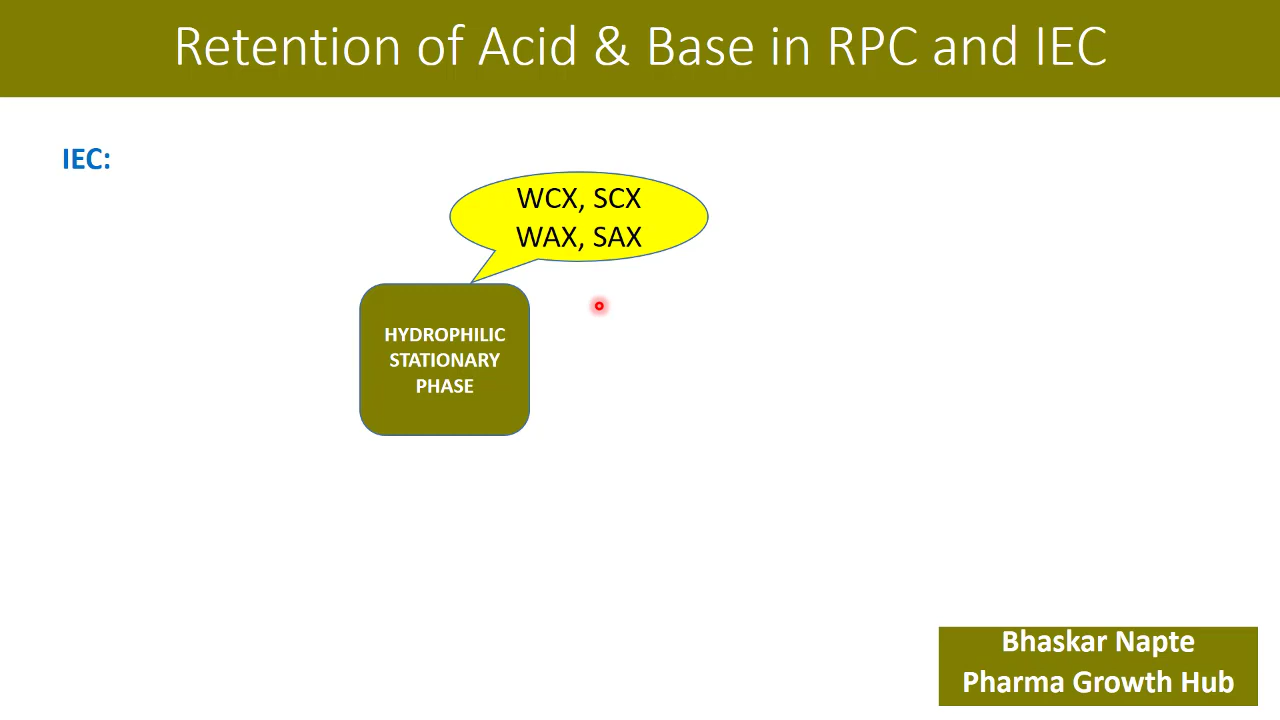 Retention of Acid & Base in RPC and IEC
IEC:
WCX, SCX
WAX, SAX
HYDROPHILIC
STATIONARY
PHASE
Bhaskar Napte
Pharma Growth Hub